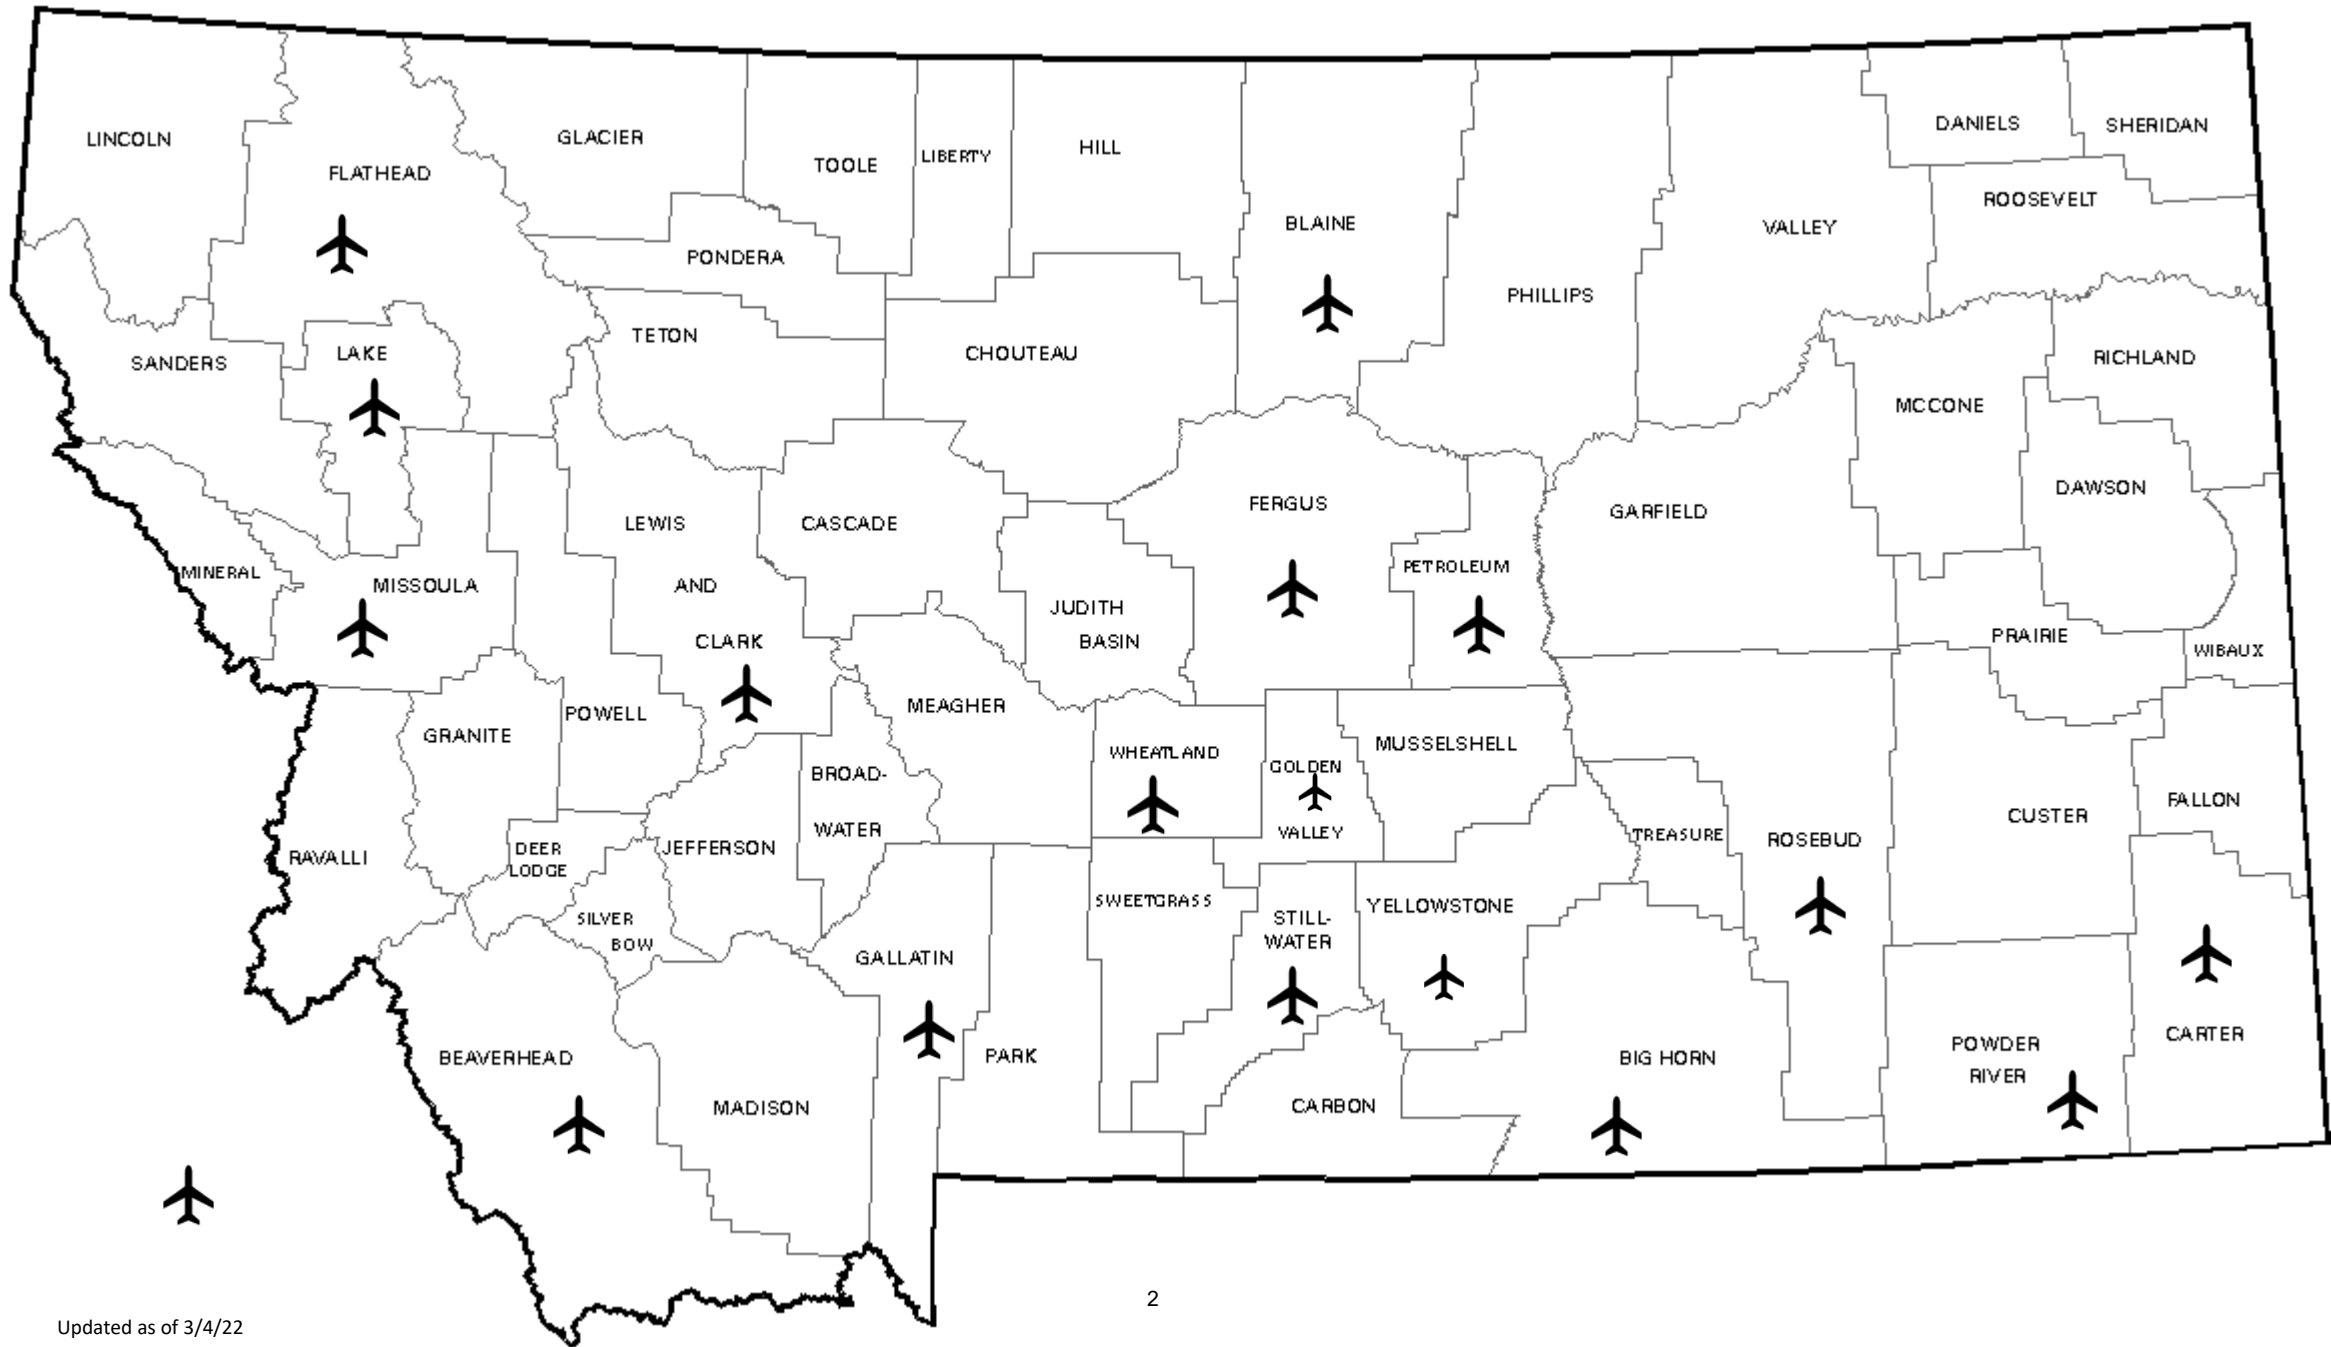 LINCOLN
FLATHEAD
GLACIER
TOOLE
LIBERTY
HILL
BLAINE
PHILLIPS
VALLEY
DANIELS
SHERIDAN
ROOSEVELT
PONDERA
TETON
CHOUTEAU
SANDERS
LAKE
RICHLAND
MCCONE
DAWSON
GARFIELD
FERGUS
PETROLEUM
LEWIS
AND
CLARK
CASCADE
JUDITH
BASIN
MINERAL
MISSOULA
PRAIRIE
WIBAUX
POWELL
GRANITE
MEAGHER
WHEATLAND
GOLDEN
VALLEY
MUSSELSHELL
BROAD-
WATER
JEFFERSON
DEER
LODGE
RAVALLI
TREASURE
ROSEBUD
CUSTER
FALLON
SILVER
BOW
GALLATIN
SWEETGRASS
STILL-
WATER
YELLOWSTONE
BEAVERHEAD
MADISON
PARK
CARBON
BIG HORN
POWDER
RIVER
CARTER
2
Updated as of 3/4/22